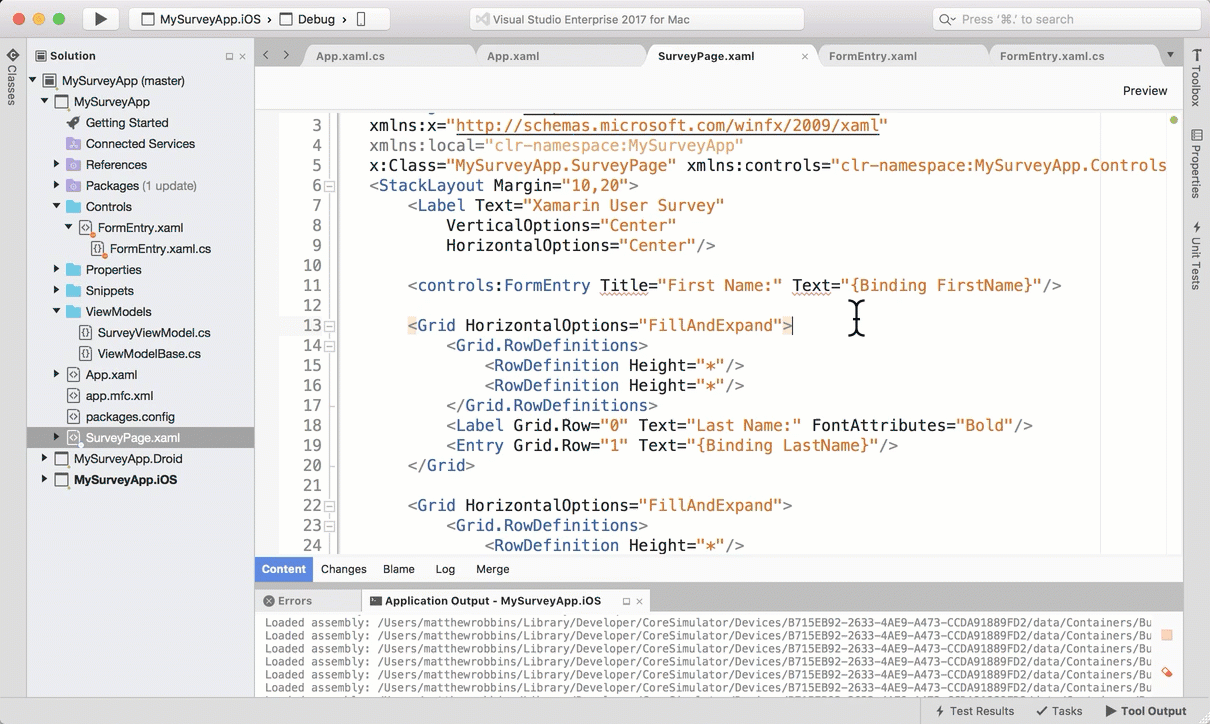 MySurveyApp.iOS › Debug ›
Visual Studio Enterprise 2017 for Mac
Press '⌘.' to search
Classes
Solution
MySurveyApp (master)
MySurveyApp
Getting Started
Connected Services
References
Packages (1 update)
Controls
FormEntry.xaml
FormEntry.xaml.cs
Properties
Snippets
ViewModels
SurveyViewModel.cs
ViewModelBase.cs
App.xaml
app.mfc.xml
packages.config
SurveyPage.xaml
MySurveyApp.Droid
MySurveyApp.iOS
App.xaml.cs
App.xaml
SurveyPage.xaml
FormEntry.xaml
FormEntry.xaml.cs
Preview
3 xmlns:x="http://schemas.microsoft.com/winfx/2009/xaml"
4 xmlns:local="clr-namespace:MySurveyApp"
5 x:Class="MySurveyApp.SurveyPage" xmlns:controls="clr-namespace:MySurveyApp.Controls
6 <StackLayout Margin="10,20">
7 <Label Text="Xamarin User Survey"
8 VerticalOptions="Center"
9 HorizontalOptions="Center"/>
10
11 <controls:FormEntry Title="First Name:" Text="{Binding FirstName}"/>
12
13 <Grid HorizontalOptions="FillAndExpand">
14 <Grid.RowDefinitions>
15 <RowDefinition Height="*"/>
16 <RowDefinition Height="*"/>
17 </Grid.RowDefinitions>
18 <Label Grid.Row="0" Text="Last Name:" FontAttributes="Bold"/>
19 <Entry Grid.Row="1" Text="{Binding LastName}"/>
20 </Grid>
21
22 <Grid HorizontalOptions="FillAndExpand">
23 <Grid.RowDefinitions>
24 <RowDefinition Height="*"/>
Content Changes Blame Log Merge
Errors
Application Output - MySurveyApp.iOS
Loaded assembly: /Users/matthewrobbins/Library/Developer/CoreSimulator/Devices/B715EB92-2633-4AE9-A473-CCDA91889FD2/data/Containers/Bu
Loaded assembly: /Users/matthewrobbins/Library/Developer/CoreSimulator/Devices/B715EB92-2633-4AE9-A473-CCDA91889FD2/data/Containers/Bu
Loaded assembly: /Users/matthewrobbins/Library/Developer/CoreSimulator/Devices/B715EB92-2633-4AE9-A473-CCDA91889FD2/data/Containers/Bu
Loaded assembly: /Users/matthewrobbins/Library/Developer/CoreSimulator/Devices/B715EB92-2633-4AE9-A473-CCDA91889FD2/data/Containers/Bu
Loaded assembly: /Users/matthewrobbins/Library/Developer/CoreSimulator/Devices/B715EB92-2633-4AE9-A473-CCDA91889FD2/data/Containers/Bu
Loaded assembly: /Users/matthewrobbins/Library/Developer/CoreSimulator/Devices/B715EB92-2633-4AE9-A473-CCDA91889FD2/data/Containers/Bu
Toolbox
Properties
Unit Tests
Test Results Tasks Tool Output